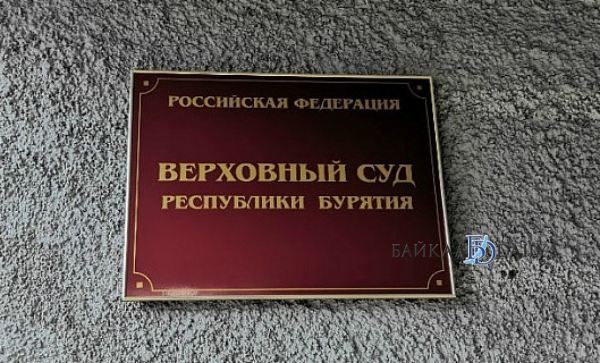 РОССИЙСКАЯ ФЕДЕРАЦИЯ
ВЕРХОВНЫЙ СУД
РЕСПУБЛИКИ БУРЯТИЯ